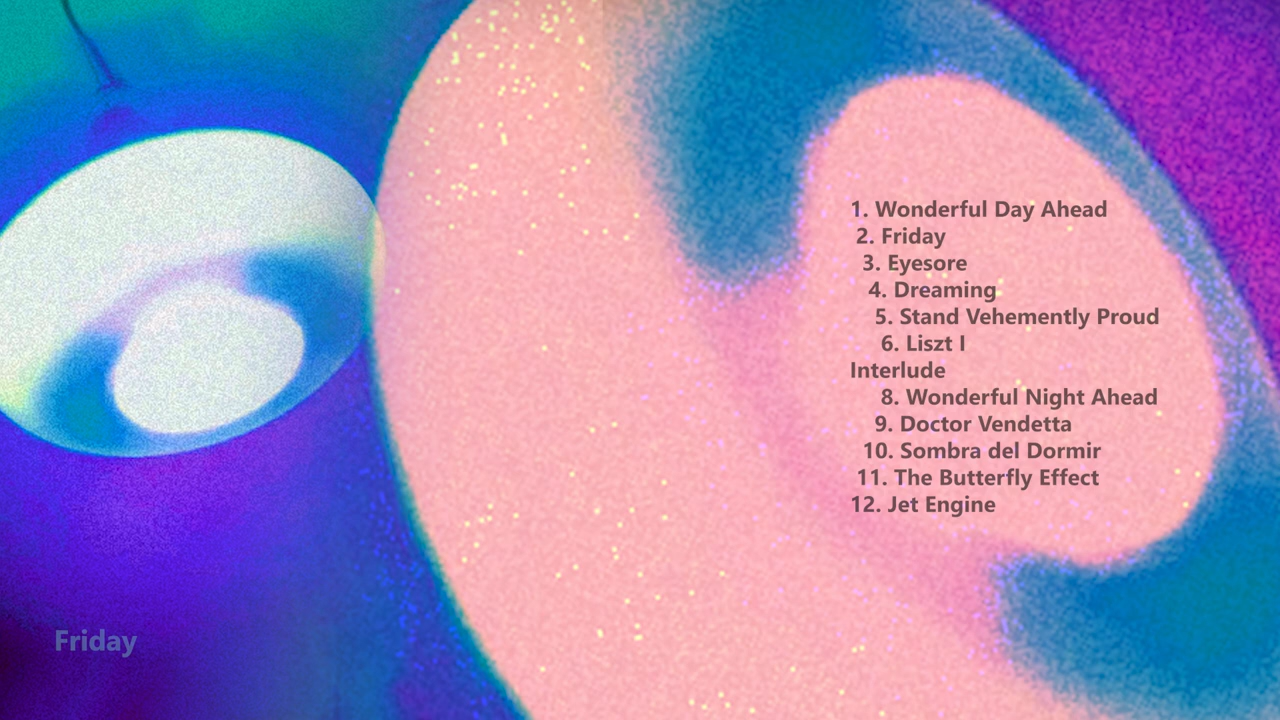 1. Wonderful Day Ahead
2. Friday
3. Eyesore
4. Dreaming
5. Stand Vehemently Proud
6. Liszt I
Interlude
8. Wonderful Night Ahead
9. Doctor Vendetta
10. Sombra del Dormir
11. The Butterfly Effect
12. Jet Engine
Friday